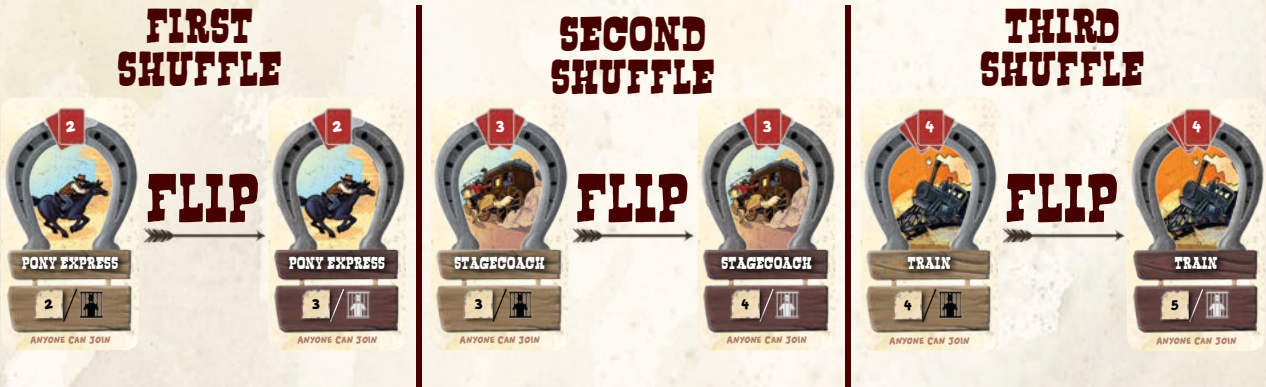 FIRST
SHUFFLE
2
FLIP
2
PONY EXPRESS
PONY EXPRESS
2 /
3 /
ANYONE CAN JOIN
ANYONE CAN JOIN
SECOND
SHUFFLE
3
FLIP
3
STAGECOACH
STAGECOACH
3 /
4 /
ANYONE CAN JOIN
ANYONE CAN JOIN
THIRD
SHUFFLE
4
FLIP
4
TRAIN
TRAIN
4 /
5 /
ANYONE CAN JOIN
ANYONE CAN JOIN